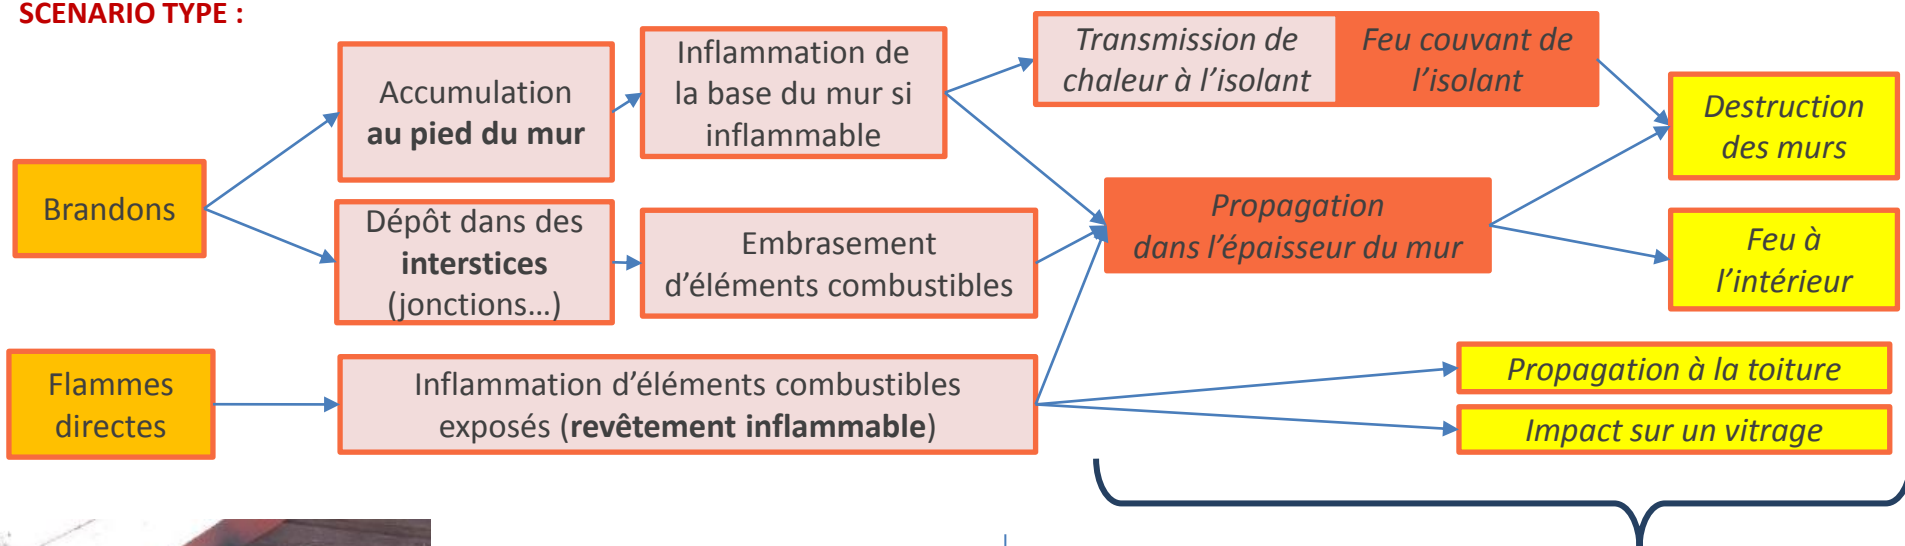 SCENARIO TYPE :
Brandons
Accumulation
au pied du mur
Inflammation de
la base du mur si
inflammable
Transmission de
chaleur à l’isolant
Feu couvant de
l’isolant
Destruction
des murs
Dépôt dans des
interstices
(jonctions…)
Embrasement
d’éléments combustibles
Propagation
dans l’épaisseur du mur
Feu à
l’intérieur
Flammes
directes
Inflammation d’éléments combustibles
exposés (revêtement inflammable)
Propagation à la toiture
Impact sur un vitrage